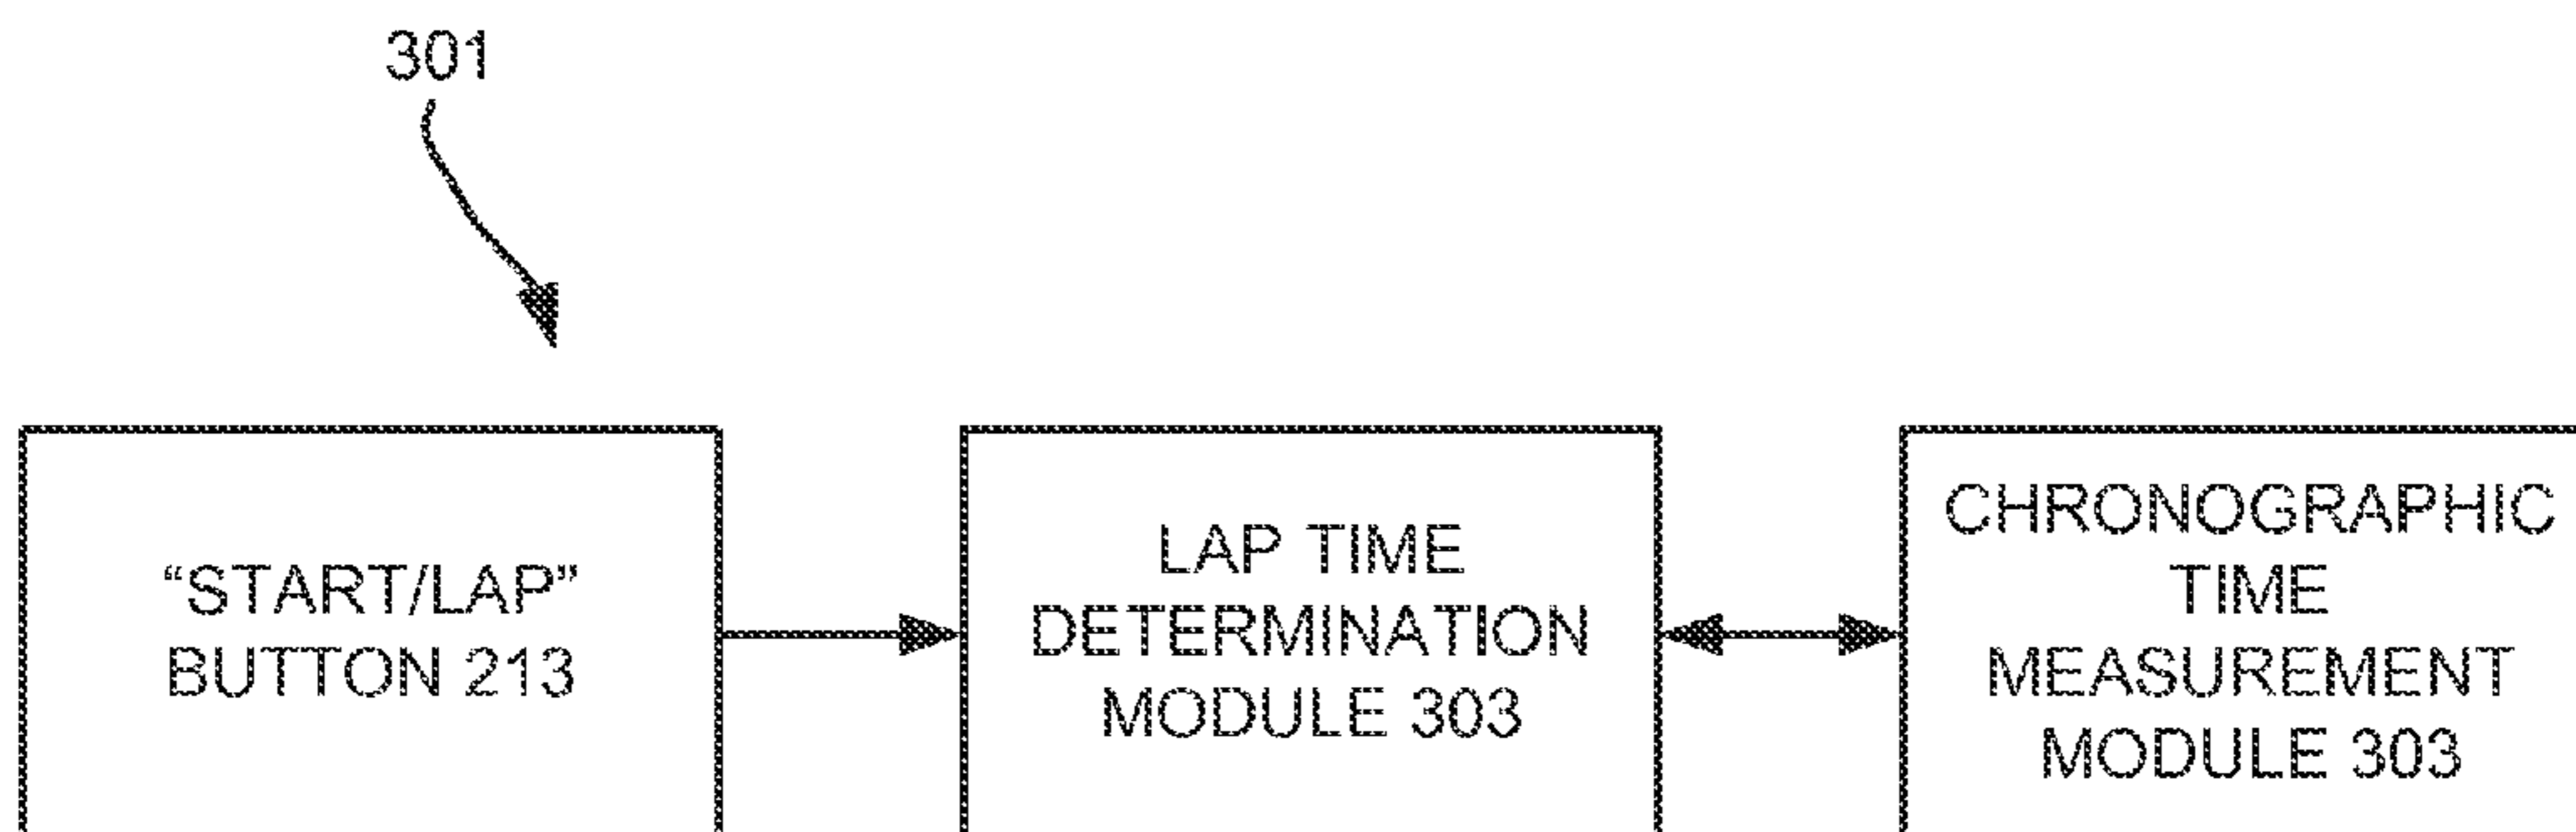 301
“START/LAP”
BUTTON 213
LAP TIME
DETERMINATION
MODULE 303
CHRONOGRAPHIC
TIME
MEASUREMENT
MODULE 303